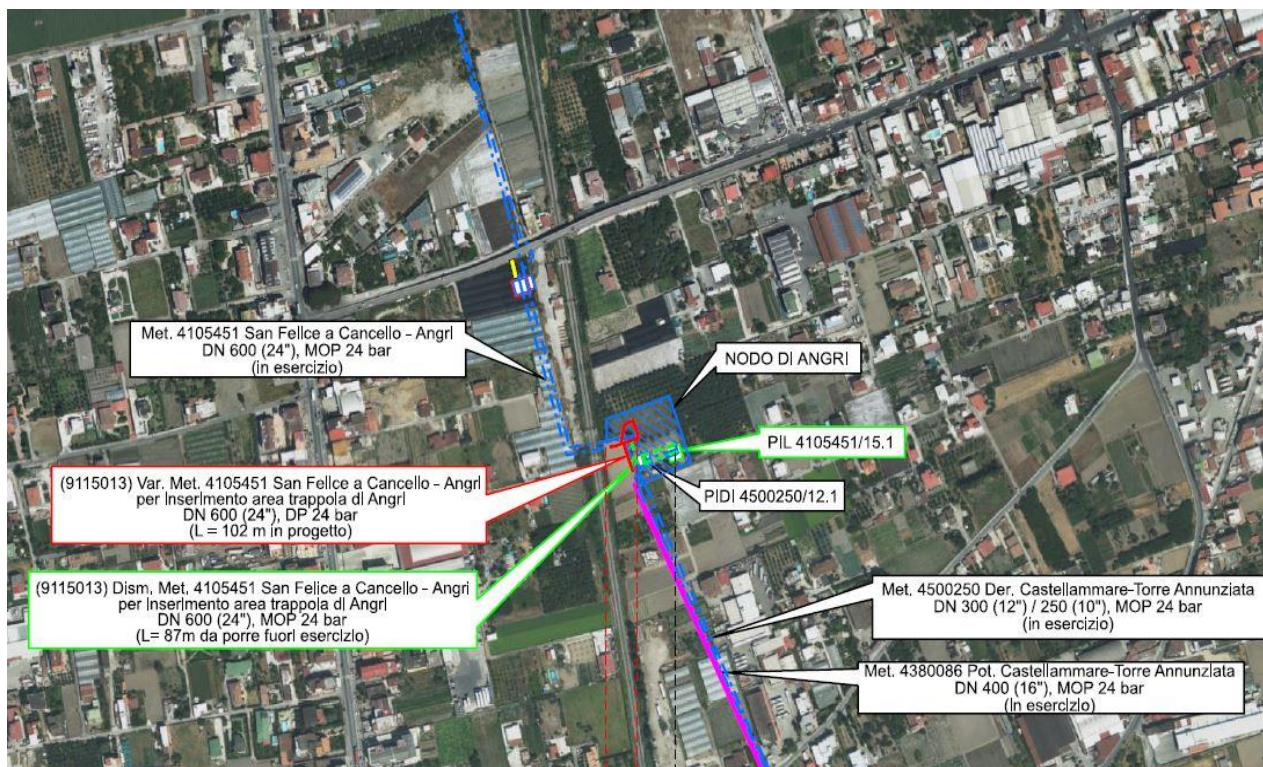 Met. 4105451 San Felice a Cancello - Angri
DN 600 (24"), MOP 24 bar
(in esercizio)
NODO DI ANGRI
PIL 4105451/15.1
PIDI 4500250/12.1
(9115013) Var. Met. 4105451 San Felice a Cancello - Angri
per Inserimento area trappola di Angri
DN 600 (24"), DP 24 bar
(L = 102 m in progetto)
(9115013) Dism. Met. 4105451 San Felice a Cancello - Angri
per Inserimento area trappola di Angri
DN 600 (24"), MOP 24 bar
(L= 87m da porre fuori esercizio)
Met. 4500250 Der. Castellammare-Torre Annunziata
DN 300 (12") / 250 (10"), MOP 24 bar
(in esercizio)
Met. 4380086 Pot. Castellammare-Torre Annunziata
DN 400 (16"), MOP 24 bar
(in esercizio)